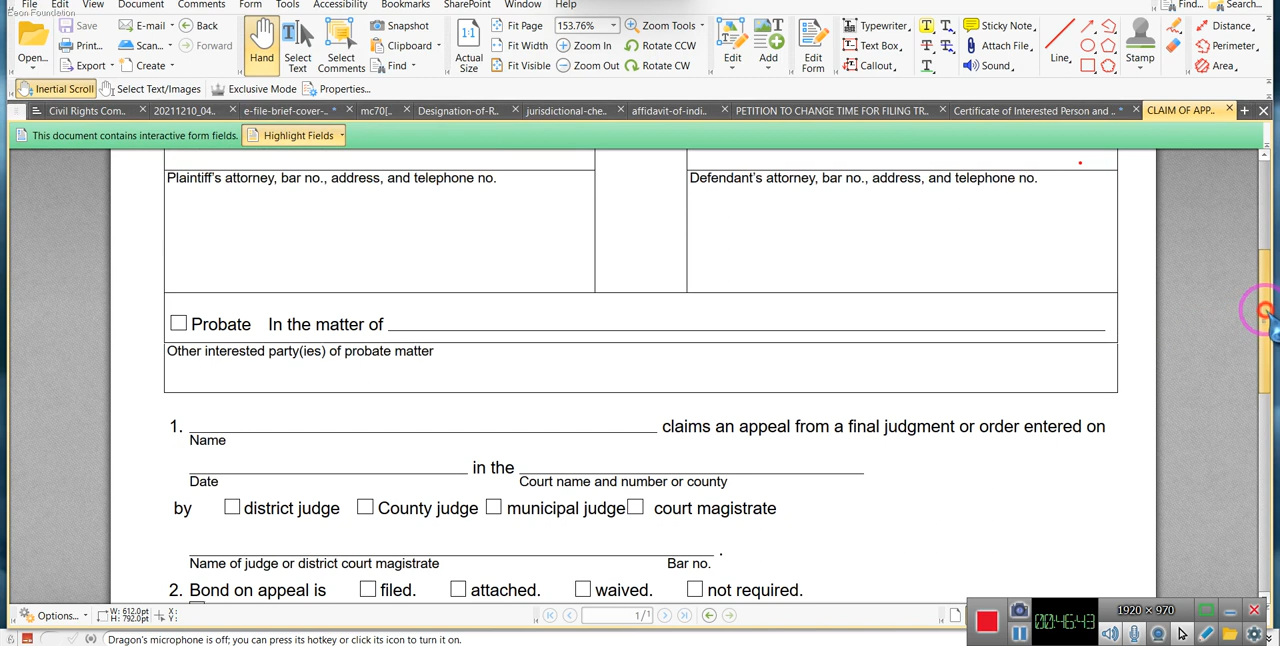 File Edit View Document Comments Form Tools Accessibility Bookmarks SharePoint Window Help Find... Search...
Eeon Foundation
Save E-mail Back Snapshot Fit Page 153.76% Zoom Tools Typewriter Sticky Note Distance
Print... Scan... Forward Clipboard Fit Width Zoom In Rotate CCW Text Box Attach File Perimeter
Open... Hand Select Text Select Comments Actual Size Edit Add Edit Form Line Stamp
Export Create Find Fit Visible Zoom Out Rotate CW Callout Sound Area
Inertial Scroll Select Text/Images Exclusive Mode Properties...
Civil Rights Com... 20211210_04.. e-file-brief-cover-.. * mc70[.. Designation-of-R.. jurisdictional-che.. affidavit-of-indi.. PETITION TO CHANGE TIME FOR FILING TR.. Certificate of Interested Person and .. * CLAIM OF APP..
This document contains interactive form fields. Highlight Fields
Plaintiff's attorney, bar no., address, and telephone no. Defendant's attorney, bar no., address, and telephone no.
Probate In the matter of
Other interested party(ies) of probate matter
1. claims an appeal from a final judgment or order entered on
Name
in the
Date Court name and number or county
by district judge County judge municipal judge court magistrate
.
Name of judge or district court magistrate Bar no.
2. Bond on appeal is filed. attached. waived. not required.
Options... W: 612.0pt H: 792.0pt X: Y: 1/1
1920 × 970
00:46:43
Dragon's microphone is off; you can press its hotkey or click its icon to turn it on.